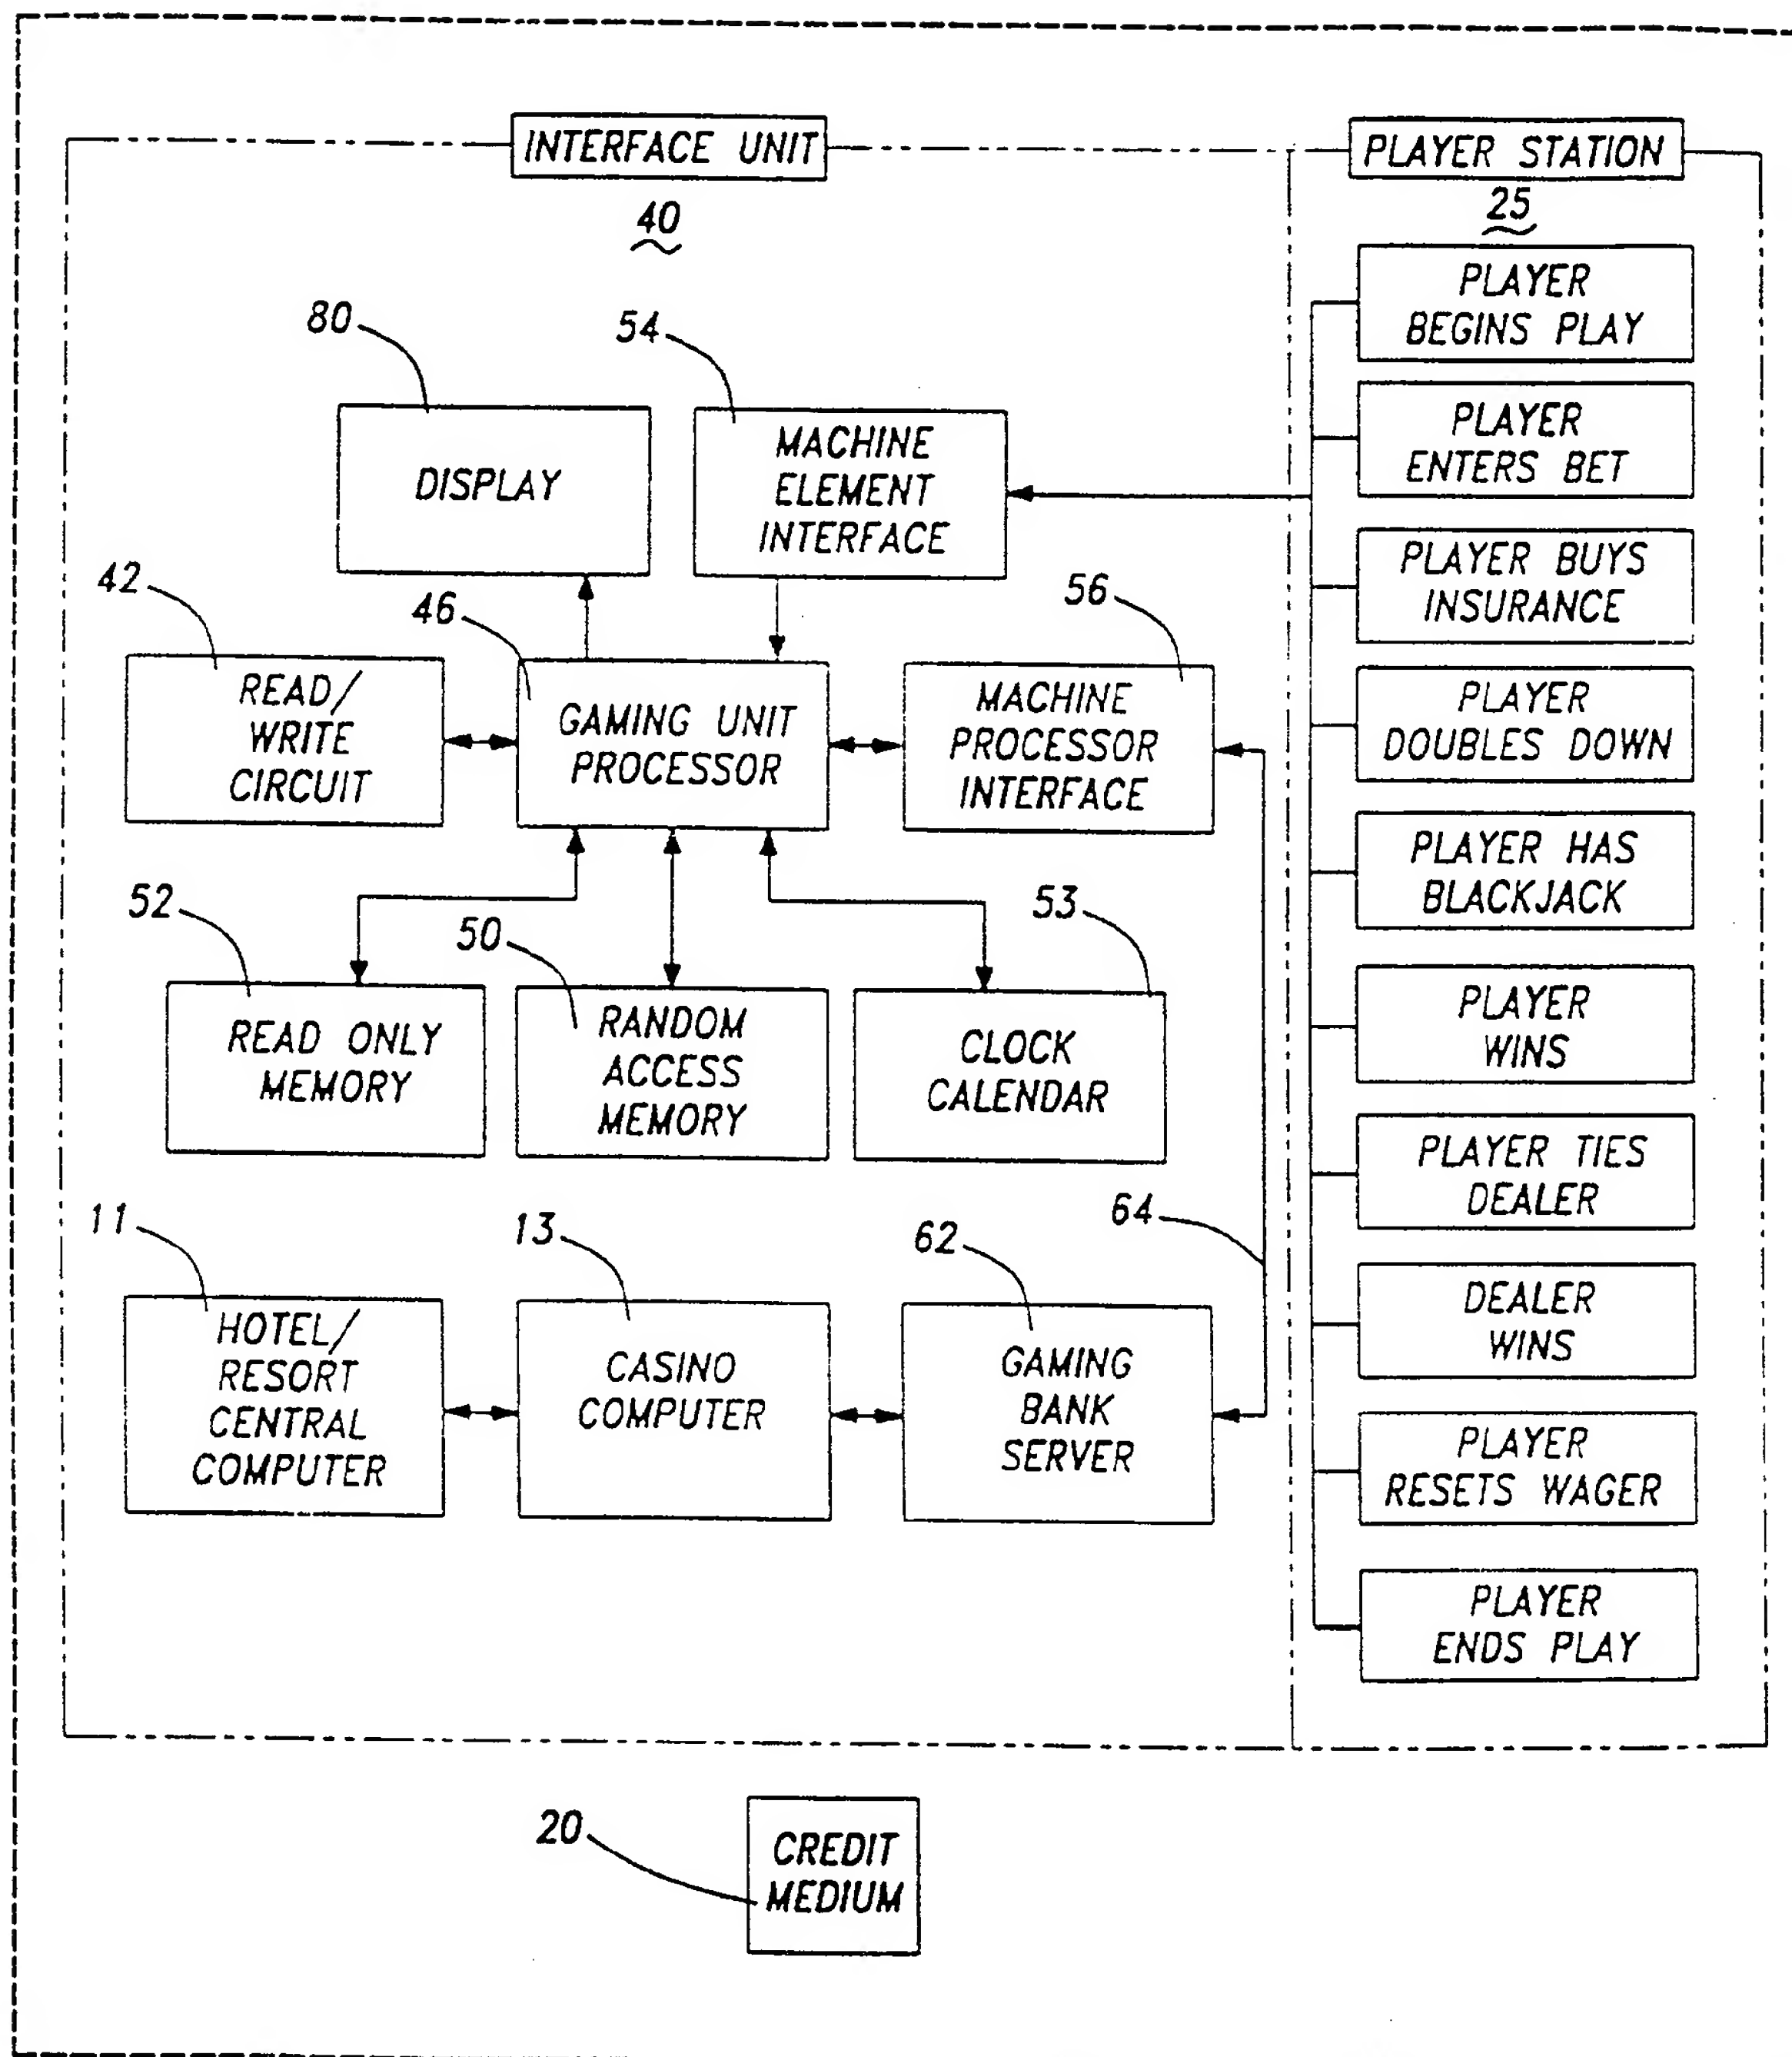 INTERFACE UNIT
40
PLAYER STATION
25
80
DISPLAY
54
MACHINE
ELEMENT
INTERFACE
42
READ/
WRITE
CIRCUIT
46
GAMING UNIT
PROCESSOR
56
MACHINE
PROCESSOR
INTERFACE
52
READ ONLY
MEMORY
50
RANDOM
ACCESS
MEMORY
53
CLOCK
CALENDAR
11
HOTEL/
RESORT
CENTRAL
COMPUTER
13
CASINO
COMPUTER
62
GAMING
BANK
SERVER
64
PLAYER
BEGINS PLAY
PLAYER
ENTERS BET
PLAYER BUYS
INSURANCE
PLAYER
DOUBLES DOWN
PLAYER HAS
BLACKJACK
PLAYER
WINS
PLAYER TIES
DEALER
DEALER
WINS
PLAYER
RESETS WAGER
PLAYER
ENDS PLAY
20
CREDIT
MEDIUM